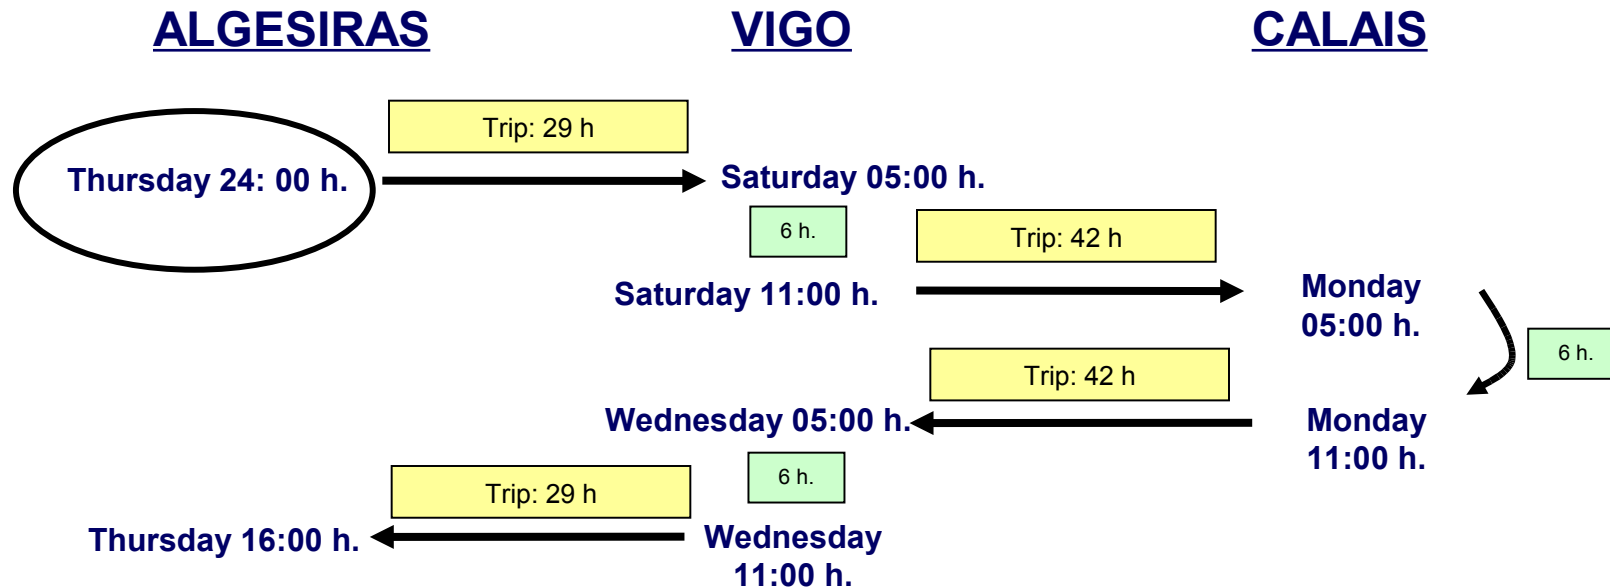 ALGESIRAS
VIGO
CALAIS
Trip: 29 h
Thursday 24: 00 h.
Saturday 05:00 h.
6 h.
Trip: 42 h
Saturday 11:00 h.
Monday
05:00 h.
6 h.
Trip: 42 h
Wednesday 05:00 h.
Monday
11:00 h.
6 h.
Trip: 29 h
Thursday 16:00 h.
Wednesday
11:00 h.